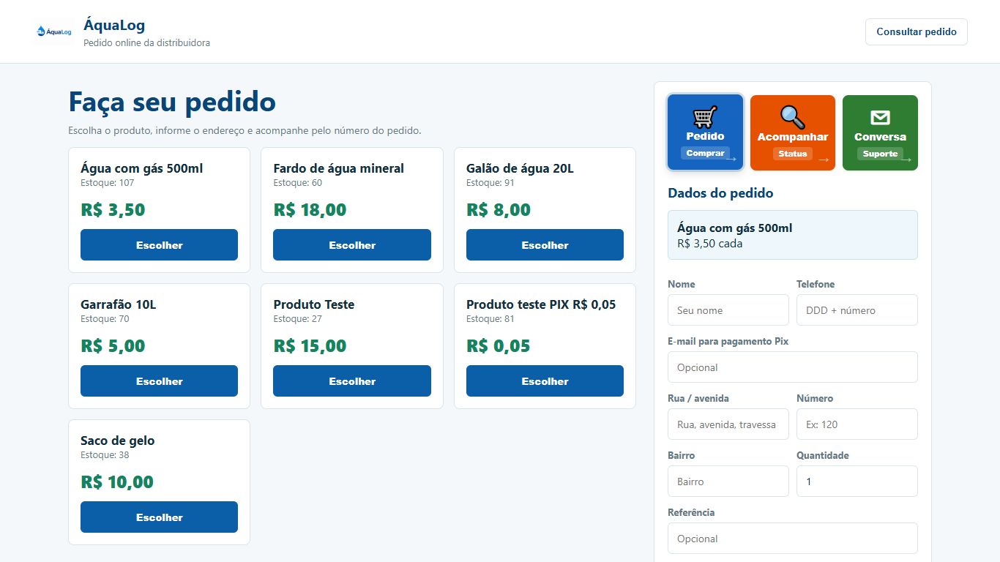 ÁquaLog
ÁquaLog
Pedido online da distribuidora
Consultar pedido
Faça seu pedido
Escolha o produto, informe o endereço e acompanhe pelo número do pedido.
Água com gás 500ml
Estoque: 107
R$ 3,50
Escolher
Fardo de água mineral
Estoque: 60
R$ 18,00
Escolher
Galão de água 20L
Estoque: 91
R$ 8,00
Escolher
Garrafão 10L
Estoque: 70
R$ 5,00
Escolher
Produto Teste
Estoque: 27
R$ 15,00
Escolher
Produto teste PIX R$ 0,05
Estoque: 81
R$ 0,05
Escolher
Saco de gelo
Estoque: 38
R$ 10,00
Escolher
Pedido
Comprar →
Acompanhar
Status →
Conversa
Suporte →
Dados do pedido
Água com gás 500ml
R$ 3,50 cada
Nome
Seu nome
Telefone
DDD + número
E-mail para pagamento Pix
Opcional
Rua / avenida
Rua, avenida, travessa
Número
Ex: 120
Bairro
Bairro
Quantidade
1
Referência
Opcional